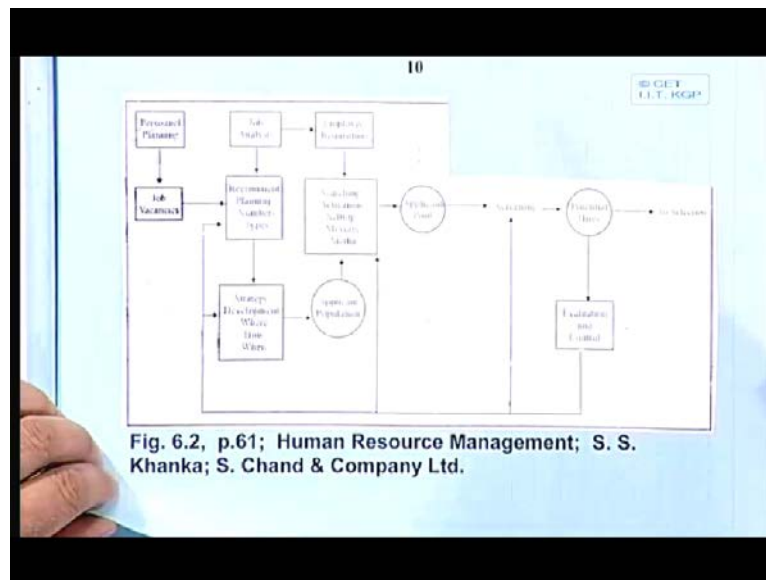 10
© CET
I.I.T. KGP
Personnel
Planning
Job
Analysis
Employee
Requisition
Job
Vacancies
Recruitment
Planning
Numbers
Types
Searching
Activation
"Selling"
Message
Media
Applicant
Pool
Screening
Potential
Hires
To Selection
Strategy
Development
Where
How
When
Applicant
Population
Evaluation
and
Control
Fig. 6.2, p.61; Human Resource Management; S. S.
Khanka; S. Chand & Company Ltd.